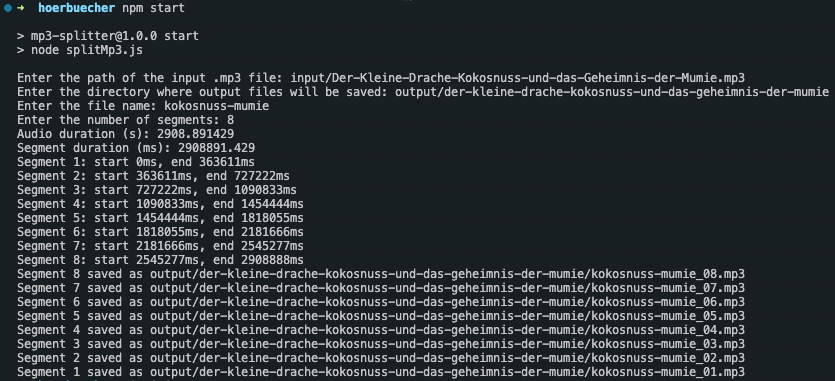 ➜ hoerbuecher npm start
> mp3-splitter@1.0.0 start
> node splitMp3.js
Enter the path of the input .mp3 file: input/Der-Kleine-Drache-Kokosnuss-und-das-Geheimnis-der-Mumie.mp3
Enter the directory where output files will be saved: output/der-kleine-drache-kokosnuss-und-das-geheimnis-der-mumie
Enter the file name: kokosnuss-mumie
Enter the number of segments: 8
Audio duration (s): 2908.891429
Segment duration (ms): 2908891.429
Segment 1: start 0ms, end 363611ms
Segment 2: start 363611ms, end 727222ms
Segment 3: start 727222ms, end 1090833ms
Segment 4: start 1090833ms, end 1454444ms
Segment 5: start 1454444ms, end 1818055ms
Segment 6: start 1818055ms, end 2181666ms
Segment 7: start 2181666ms, end 2545277ms
Segment 8: start 2545277ms, end 2908888ms
Segment 8 saved as output/der-kleine-drache-kokosnuss-und-das-geheimnis-der-mumie/kokosnuss-mumie_08.mp3
Segment 7 saved as output/der-kleine-drache-kokosnuss-und-das-geheimnis-der-mumie/kokosnuss-mumie_07.mp3
Segment 6 saved as output/der-kleine-drache-kokosnuss-und-das-geheimnis-der-mumie/kokosnuss-mumie_06.mp3
Segment 5 saved as output/der-kleine-drache-kokosnuss-und-das-geheimnis-der-mumie/kokosnuss-mumie_05.mp3
Segment 4 saved as output/der-kleine-drache-kokosnuss-und-das-geheimnis-der-mumie/kokosnuss-mumie_04.mp3
Segment 3 saved as output/der-kleine-drache-kokosnuss-und-das-geheimnis-der-mumie/kokosnuss-mumie_03.mp3
Segment 2 saved as output/der-kleine-drache-kokosnuss-und-das-geheimnis-der-mumie/kokosnuss-mumie_02.mp3
Segment 1 saved as output/der-kleine-drache-kokosnuss-und-das-geheimnis-der-mumie/kokosnuss-mumie_01.mp3